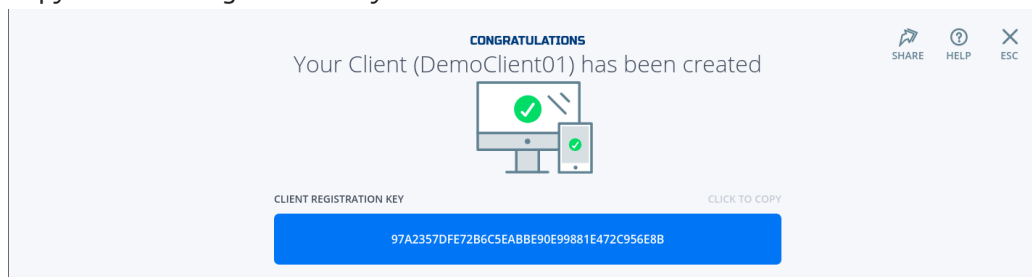 CONGRATULATIONS
Your Client (DemoClient01) has been created
SHARE HELP ESC
CLIENT REGISTRATION KEY CLICK TO COPY
97A2357DFE72B6C5EABBE90E99881E472C956E8B